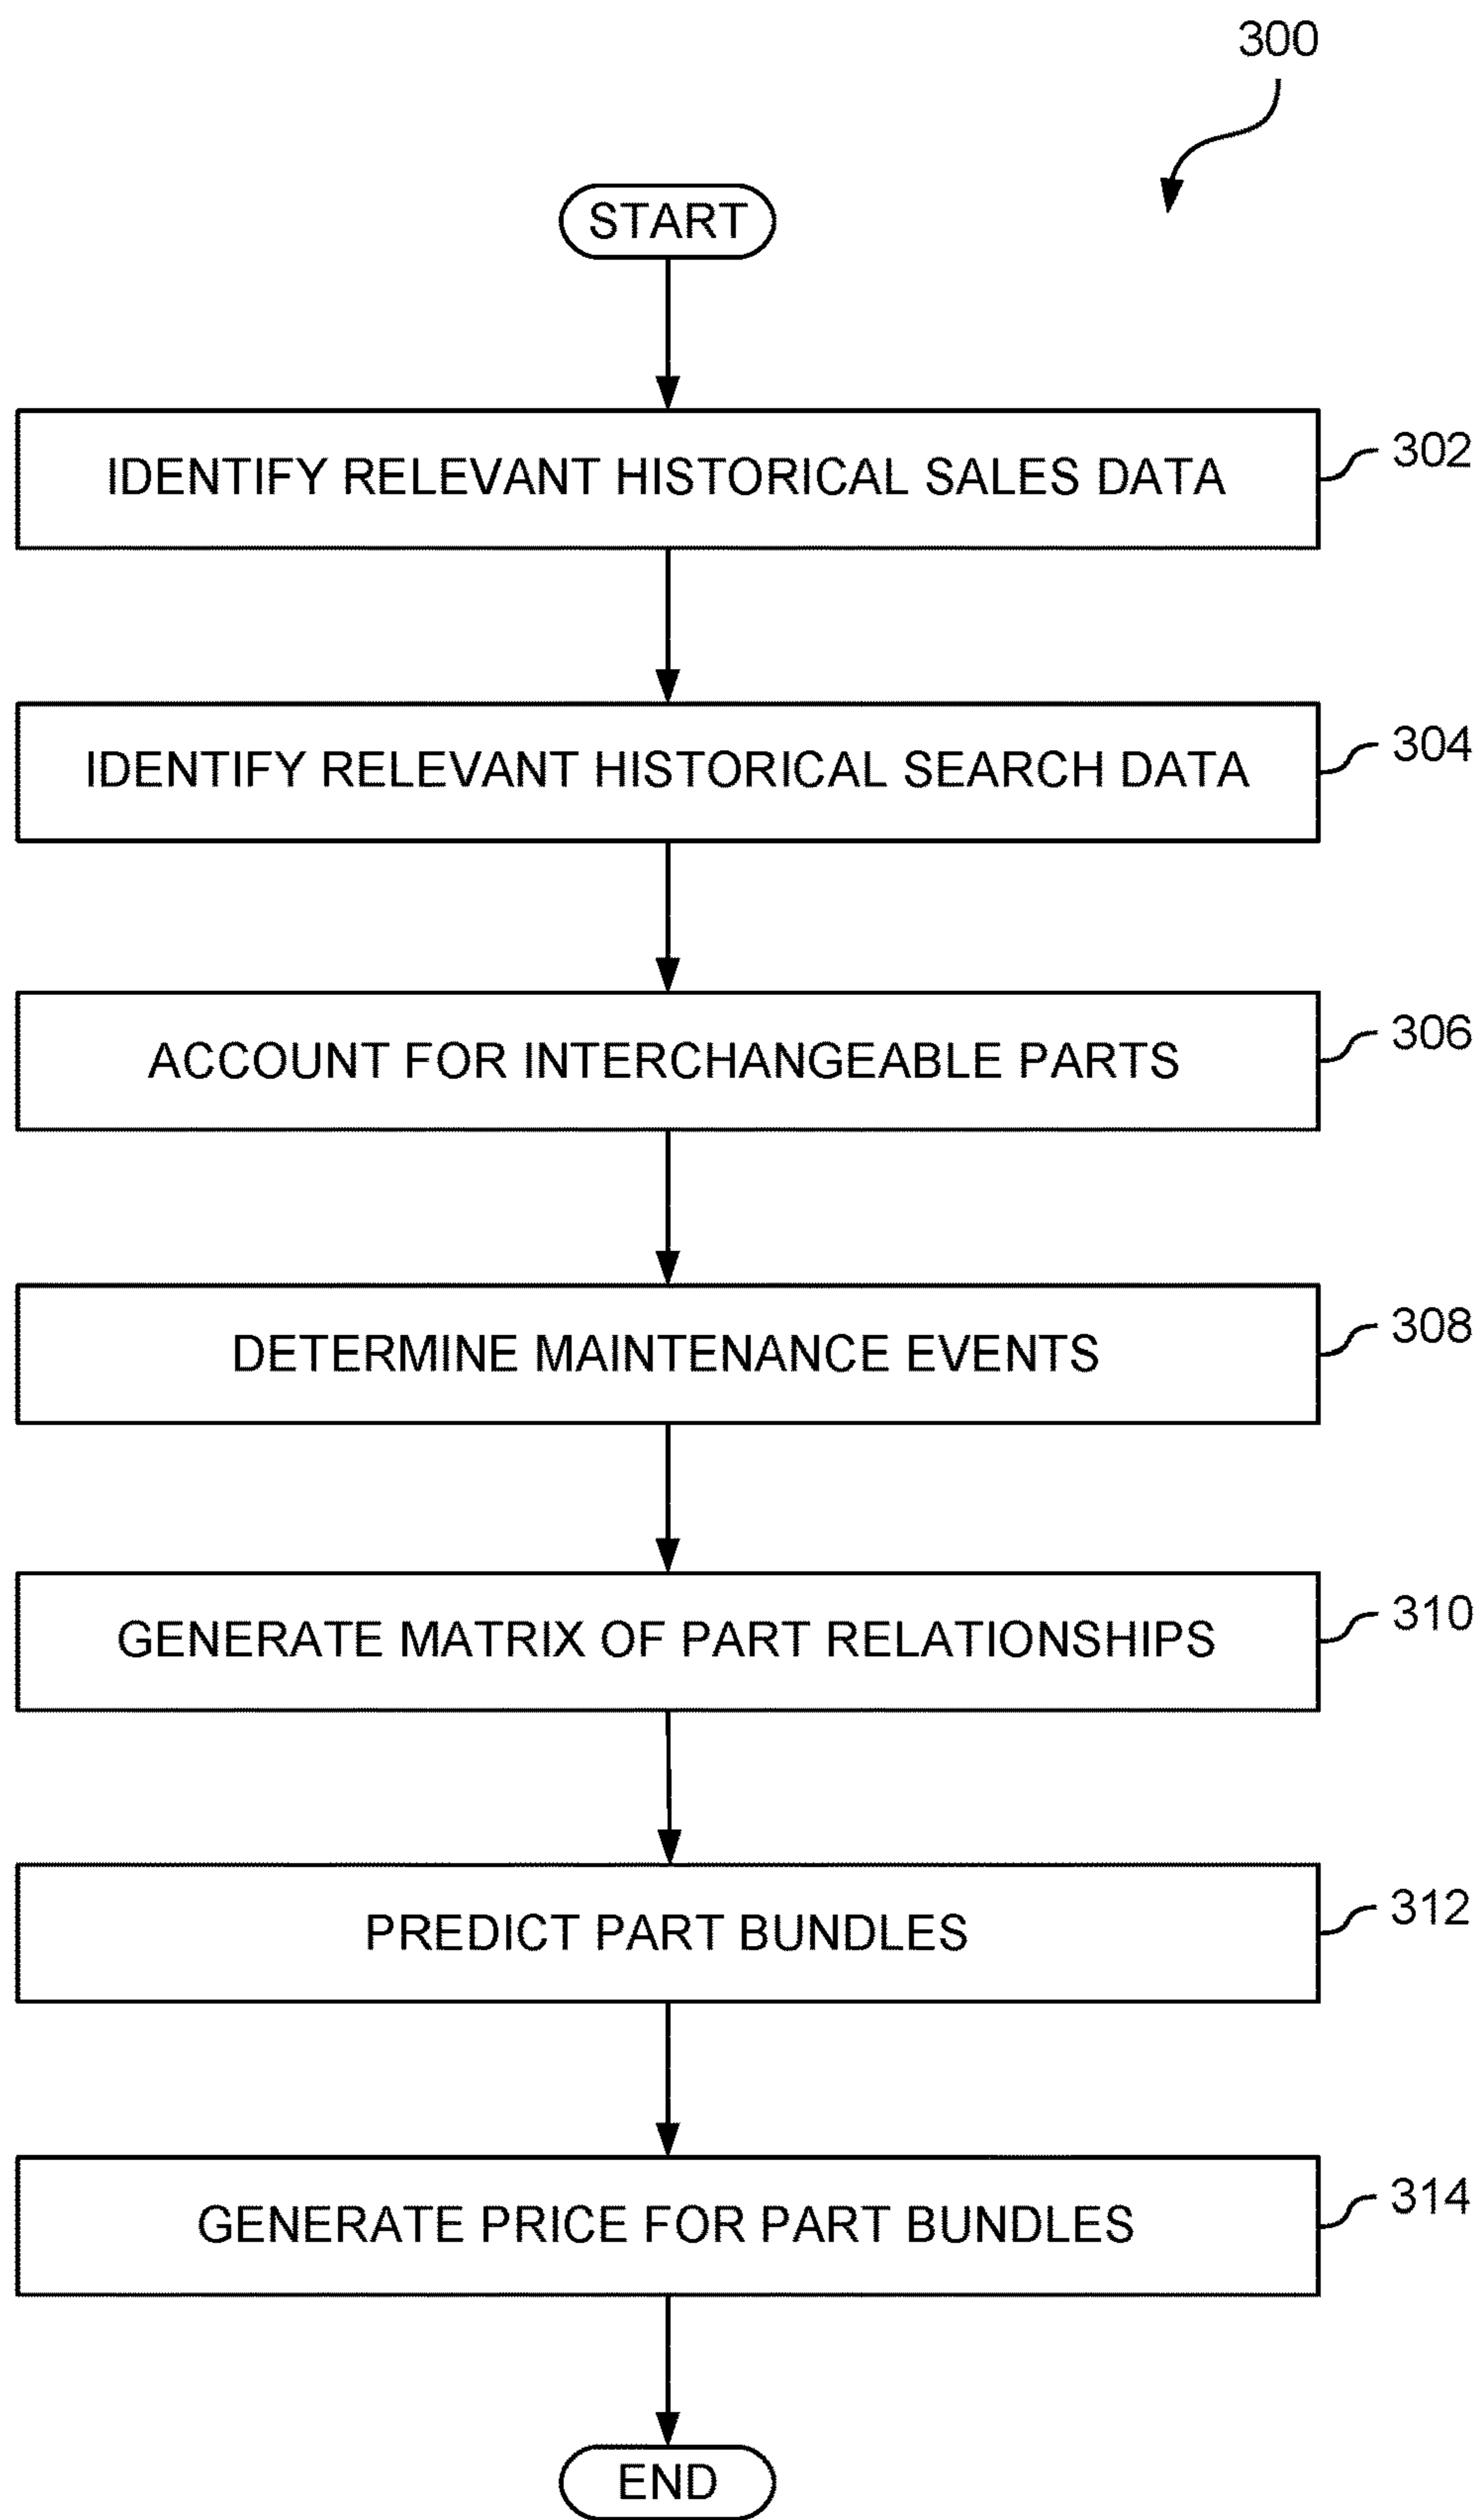 300
START
IDENTIFY RELEVANT HISTORICAL SALES DATA
302
IDENTIFY RELEVANT HISTORICAL SEARCH DATA
304
ACCOUNT FOR INTERCHANGEABLE PARTS
306
DETERMINE MAINTENANCE EVENTS
308
GENERATE MATRIX OF PART RELATIONSHIPS
310
PREDICT PART BUNDLES
312
GENERATE PRICE FOR PART BUNDLES
314
END